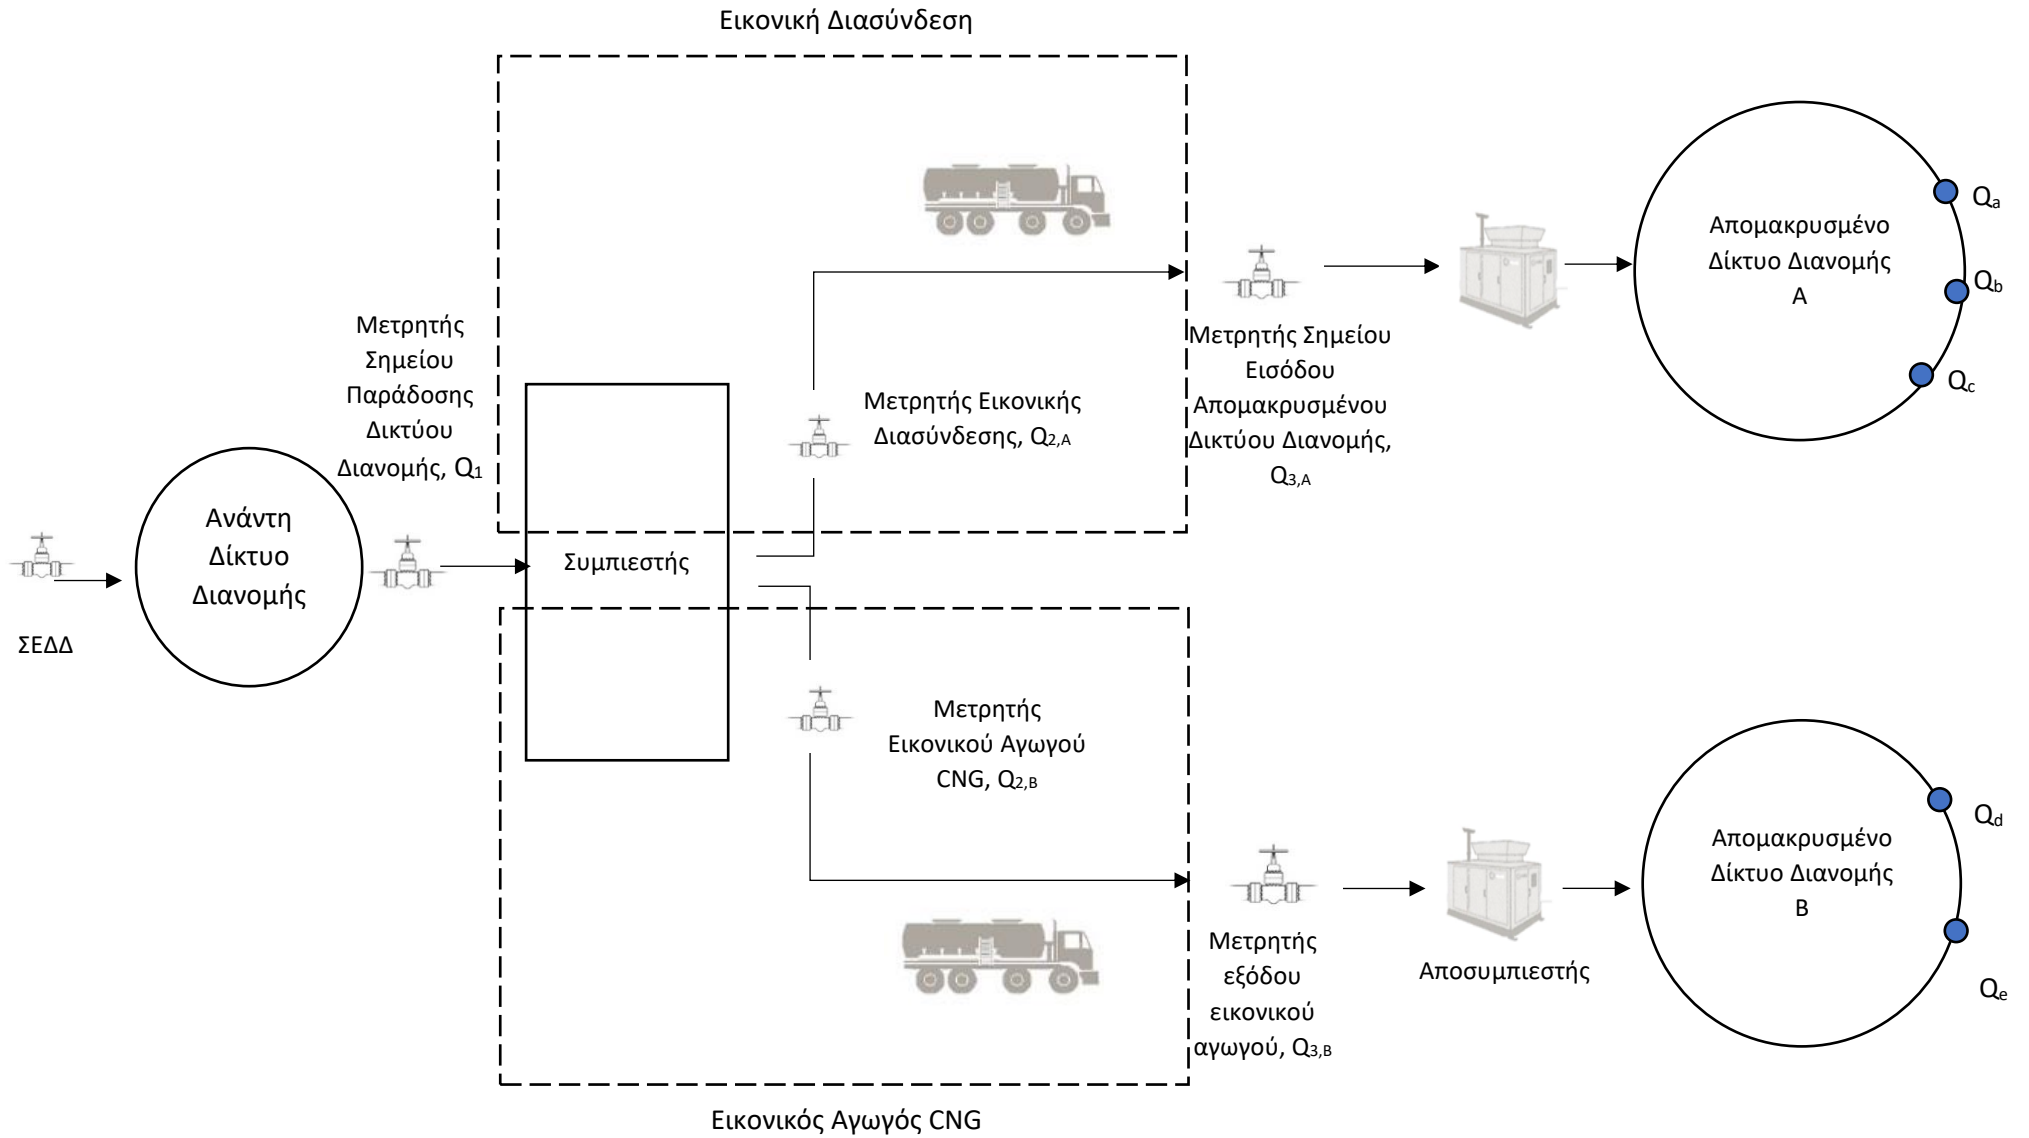 Εικονική Διασύνδεση
Μετρητής
Σημείου
Παράδοσης
Δικτύου
Διανομής, Q1
Ανάντη
Δίκτυο
Διανομής
ΣΕΔΔ
Συμπιεστής
Μετρητής Εικονικής
Διασύνδεσης, Q2,A
Μετρητής Σημείου
Εισόδου
Απομακρυσμένου
Δικτύου Διανομής,
Q3,A
Απομακρυσμένο
Δίκτυο Διανομής
Α
Qa
Qb
Qc
Μετρητής
Εικονικού Αγωγού
CNG, Q2,B
Μετρητής
εξόδου
εικονικού
αγωγού, Q3,B
Αποσυμπιεστής
Απομακρυσμένο
Δίκτυο Διανομής
Β
Qd
Qe
Εικονικός Αγωγός CNG